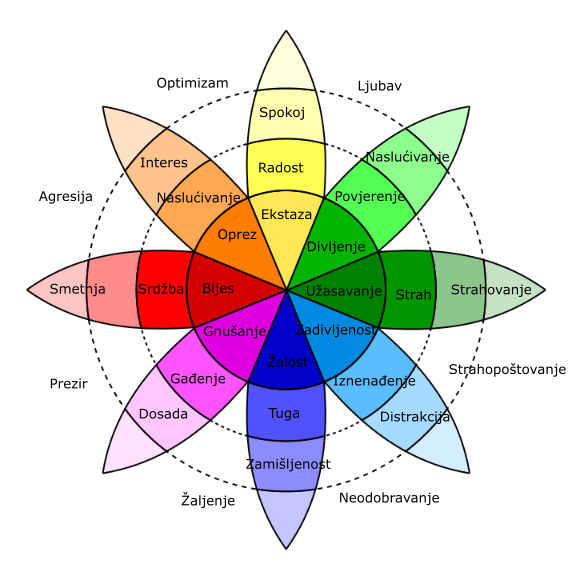 Optimizam
Ljubav
Spokoj
Interes
Naslućivanje
Radost
Agresija
Naslućivanje
Povjerenje
Ekstaza
Oprez
Divljenje
Smetnja
Srdžba
Bijes
Užasavanje
Strah
Strahovanje
Gnušanje
Zadivljenost
Žalost
Strahopoštovanje
Prezir
Gađenje
Iznenađenje
Dosada
Tuga
Distrakcija
Zamišljenost
Žaljenje
Neodobravanje